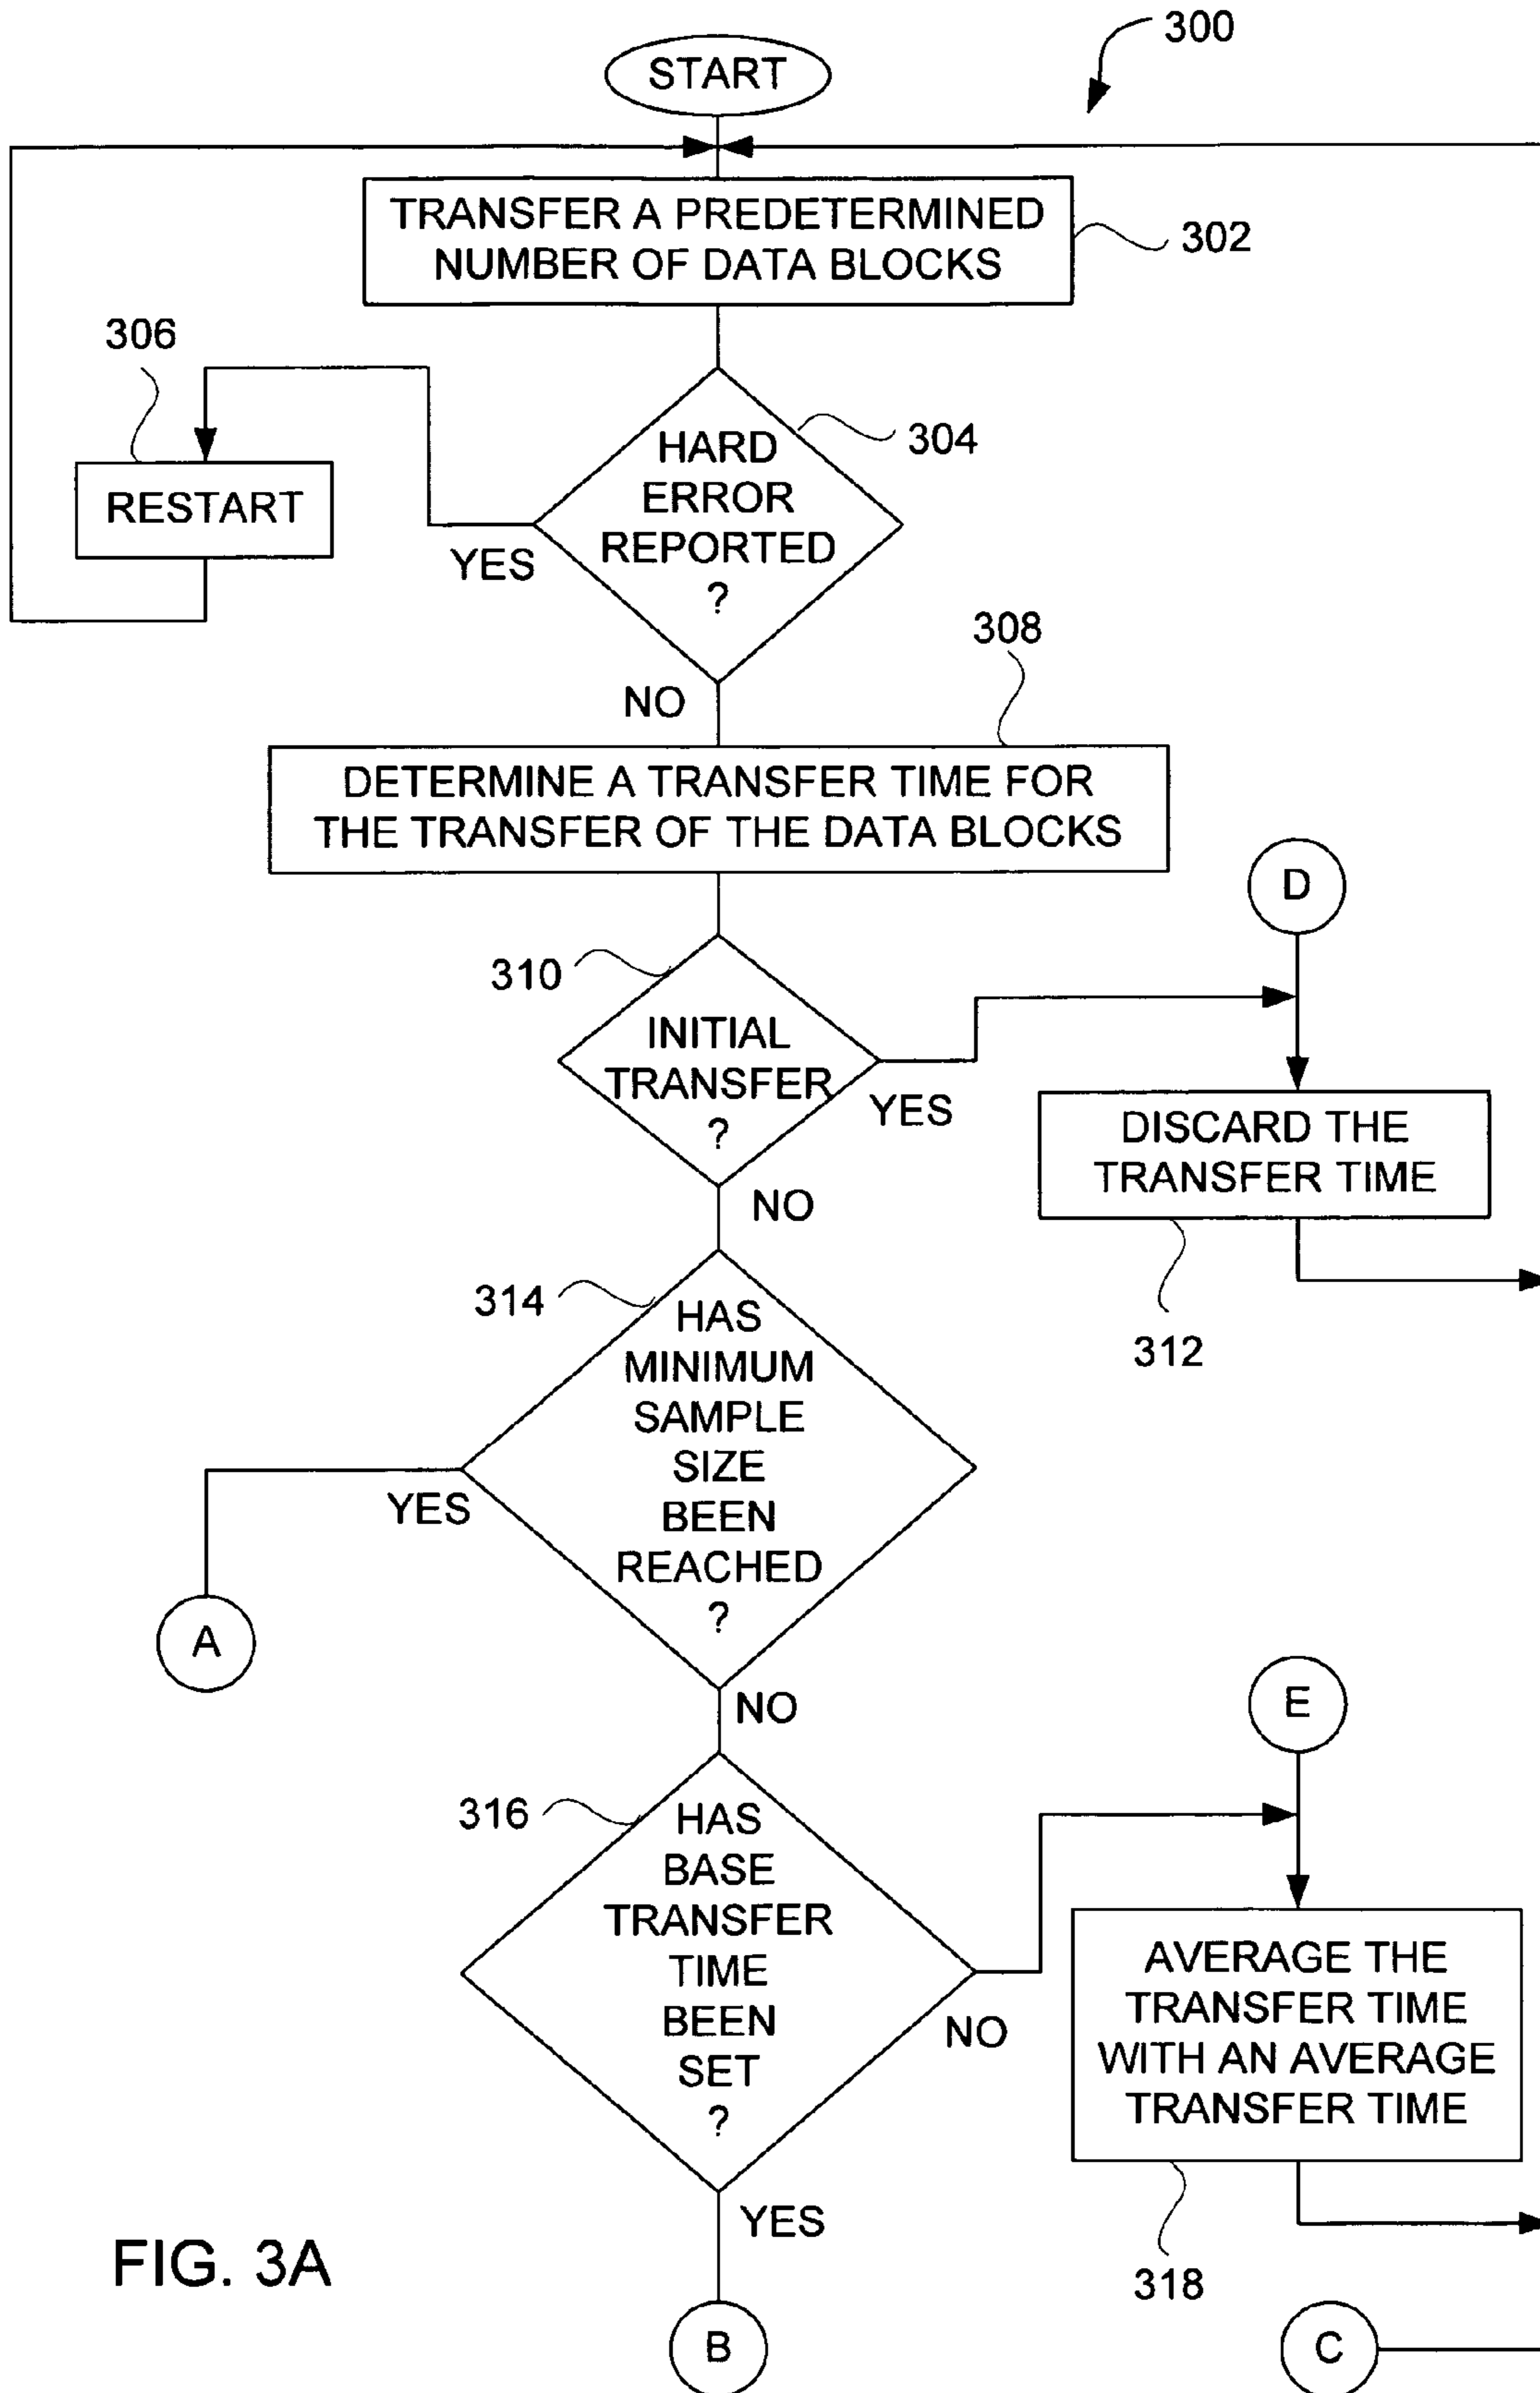 300
START
TRANSFER A PREDETERMINED
NUMBER OF DATA BLOCKS
302
306
RESTART
HARD
ERROR
REPORTED
?
304
YES
NO
308
DETERMINE A TRANSFER TIME FOR
THE TRANSFER OF THE DATA BLOCKS
D
310
INITIAL
TRANSFER
?
YES
NO
DISCARD THE
TRANSFER TIME
312
314
HAS
MINIMUM
SAMPLE
SIZE
BEEN
REACHED
?
YES
A
NO
E
316
HAS
BASE
TRANSFER
TIME
BEEN
SET
?
NO
YES
AVERAGE THE
TRANSFER TIME
WITH AN AVERAGE
TRANSFER TIME
318
FIG. 3A
B
C